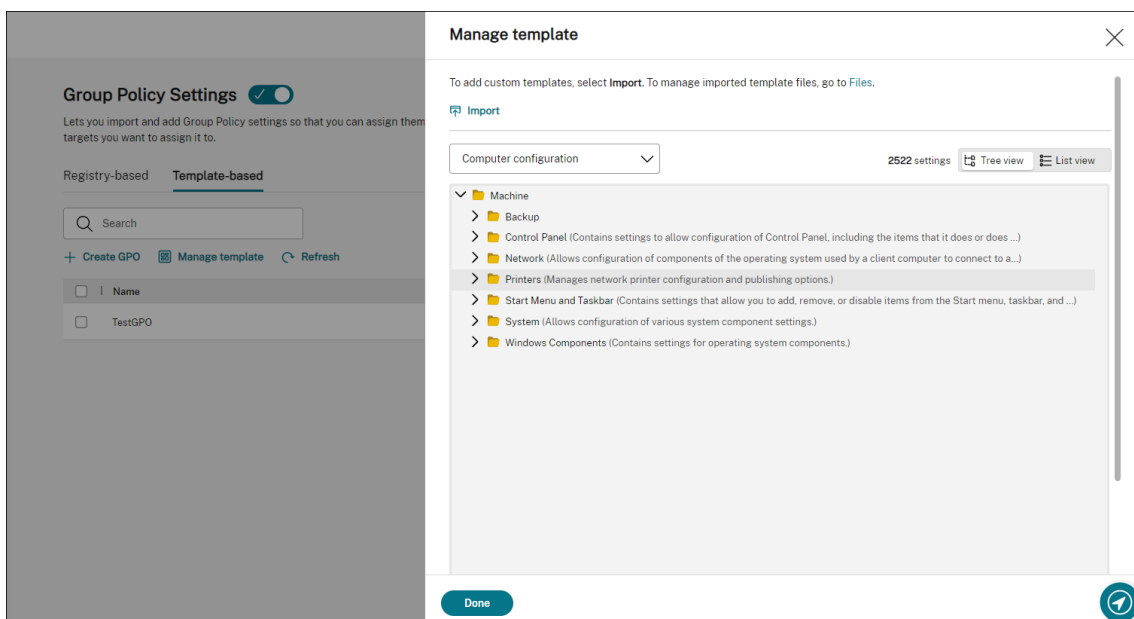 Manage template
To add custom templates, select Import. To manage imported template files, go to Files.
Import
Computer configuration
2522 settings
Tree view
List view
Machine
Backup
Control Panel (Contains settings to allow configuration of Control Panel, including the items that it does or does ...)
Network (Allows configuration of components of the operating system used by a client computer to connect to a...)
Printers (Manages network printer configuration and publishing options.)
Start Menu and Taskbar (Contains settings that allow you to add, remove, or disable items from the Start menu, taskbar, and ...)
System (Allows configuration of various system component settings.)
Windows Components (Contains settings for operating system components.)
Done
Group Policy Settings
Lets you import and add Group Policy settings so that you can assign them
targets you want to assign it to.
Registry-based
Template-based
Search
Create GPO
Manage template
Refresh
Name
TestGPO